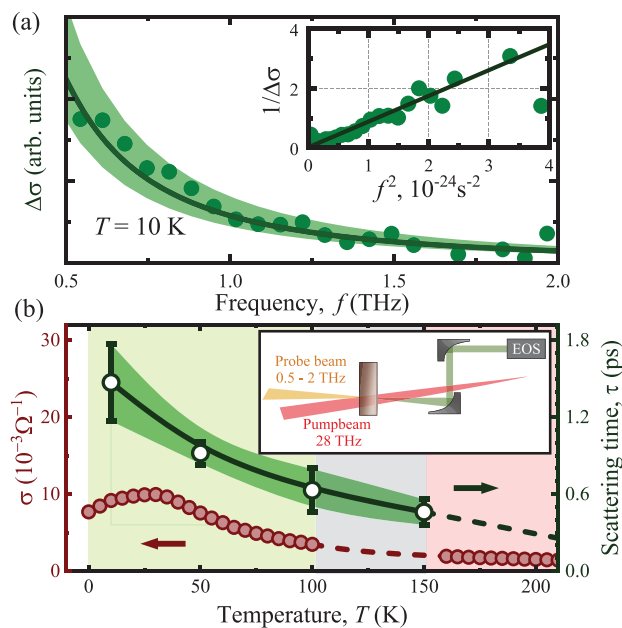 (a)
Δσ (arb. units)
T = 10 K
1/Δσ
4
2
0
0 1 2 3 4
f², 10⁻²⁴s⁻²
0.5 1.0 1.5 2.0
Frequency, f (THz)
(b)
σ (10⁻³Ω⁻¹)
30
20
10
0
Probe beam
0.5 - 2 THz
Pumpbeam
28 THz
EOS
1.8
1.2
0.6
0.0
Scattering time, τ (ps)
0 50 100 150 200
Temperature, T (K)